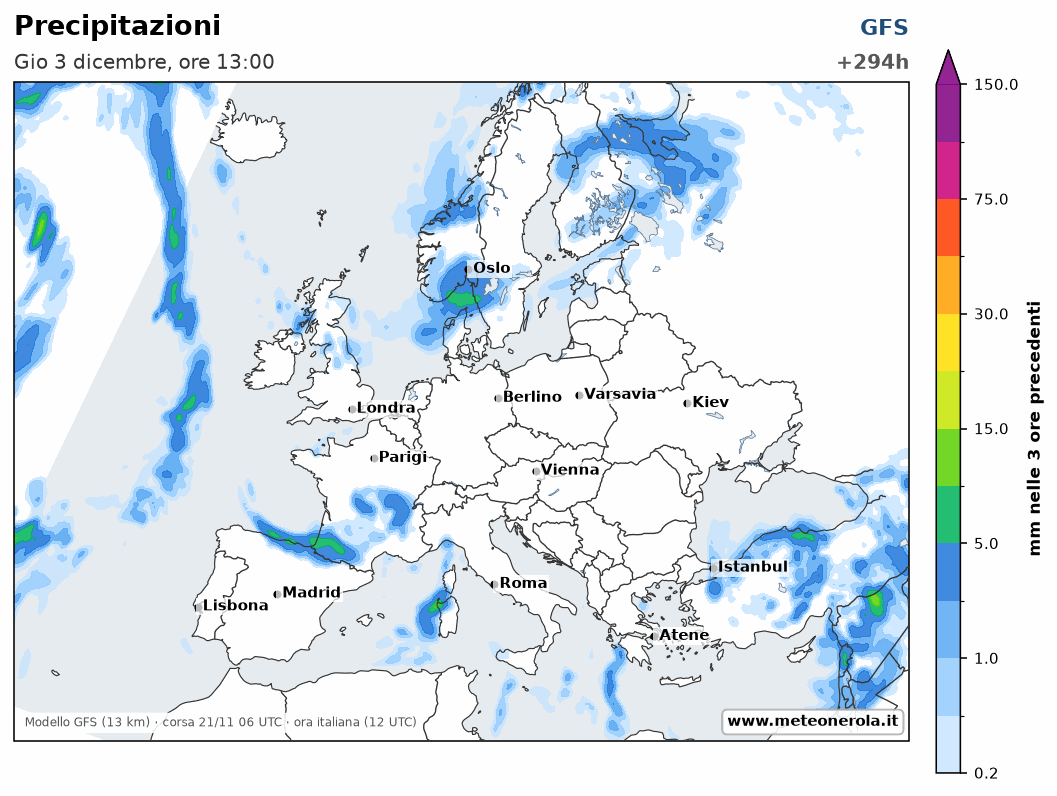 Precipitazioni
GFS
Gio 3 dicembre, ore 13:00
+294h
150.0
75.0
30.0
15.0
5.0
1.0
0.2
mm nelle 3 ore precedenti
Oslo
Berlino
Varsavia
Kiev
Londra
Parigi
Vienna
Istanbul
Roma
Madrid
Lisbona
Atene
Modello GFS (13 km) · corsa 21/11 06 UTC · ora italiana (12 UTC)
www.meteonerola.it